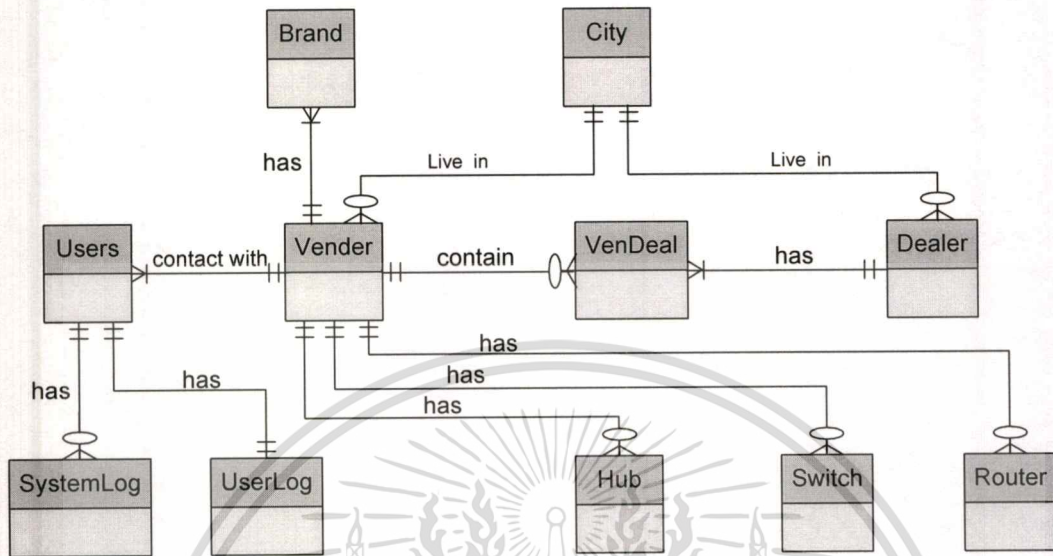 Brand
City
has
Live in
Live in
Users
contact with
Vender
contain
VenDeal
has
Dealer
has
has
has
has
has
SystemLog
UserLog
Hub
Switch
Router